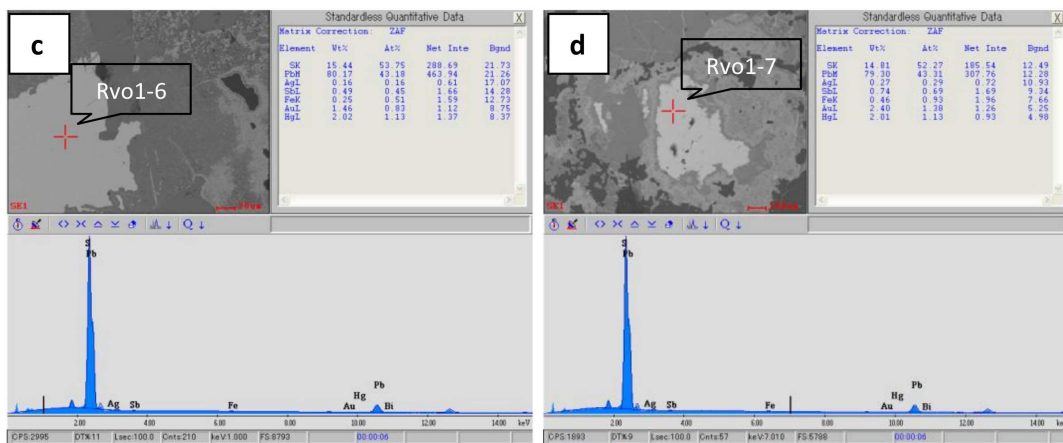 c
Rvo1-6
SE1
Standardless Quantitative Data X
Matrix Correction: ZAF
Element Wt% At% Net Inte Bgnd
SK 15.44 53.75 288.69 21.73
PbM 80.17 43.18 463.94 21.26
AgL 0.16 0.16 0.61 17.07
SbL 0.49 0.45 1.66 14.28
FeK 0.25 0.51 1.59 12.73
AuL 1.46 0.83 1.12 8.75
HgL 2.02 1.13 1.37 8.37
S
Pb
Ag Sb Fe Au Hg Pb Bi
2.00 4.00 6.00 8.00 10.00 12.00 keV
CPS:2995 DT%:11 Lsec:100.0 Cnts:210 keV:1.000 FS:8793 00:00:06
d
Rvo1-7
SE1
Standardless Quantitative Data X
Matrix Correction: ZAF
Element Wt% At% Net Inte Bgnd
SK 14.81 52.27 185.54 12.49
PbM 79.30 43.31 307.76 12.28
AgL 0.27 0.29 0.72 10.93
SbL 0.74 0.69 1.69 9.34
FeK 0.46 0.93 1.96 7.66
AuL 2.40 1.38 1.26 5.25
HgL 2.01 1.13 0.93 4.98
S
Pb
Ag Sb Fe Au Hg Pb Bi
2.00 4.00 6.00 8.00 10.00 12.00 14.00
CPS:1893 DT%:9 Lsec:100.0 Cnts:57 keV:7.010 FS:5788 00:00:06